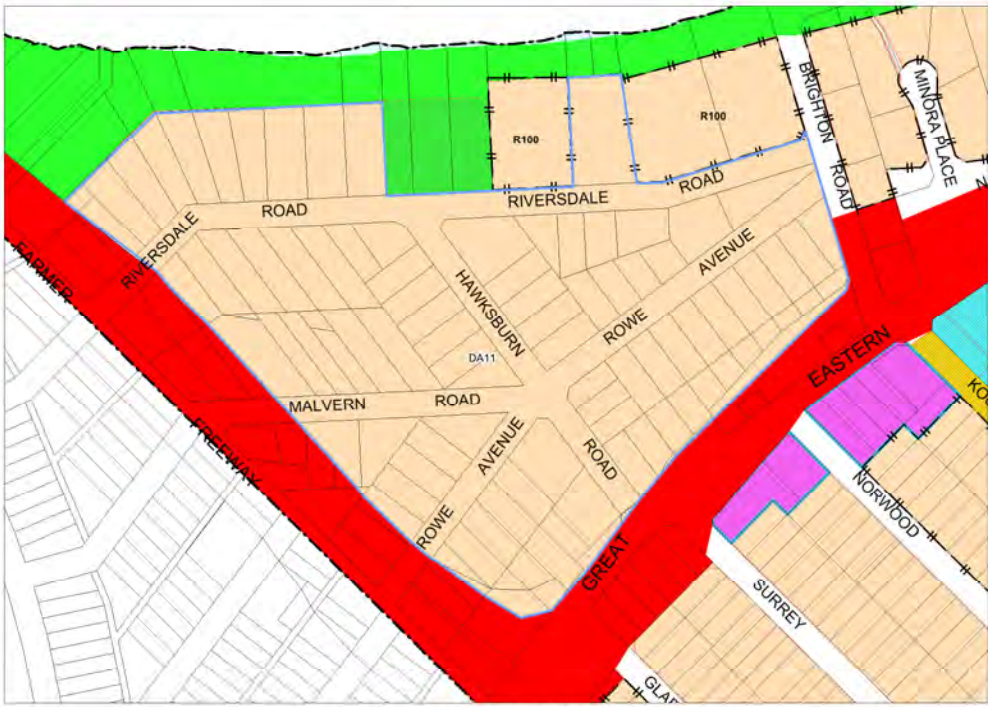 BRIGHTON
ROAD
MINORA PLACE
R100
R100
RIVERSDALE
ROAD
RIVERSDALE
ROAD
FARMER
FREEWAY
HAWKSBURN
ROAD
ROWE
AVENUE
DA11
MALVERN
ROAD
ROWE
AVENUE
GREAT
EASTERN
NORWOOD
SURREY